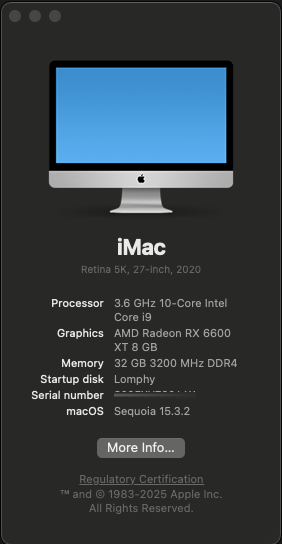 iMac
Retina 5K, 27-inch, 2020
Processor 3.6 GHz 10-Core Intel
Core i9
Graphics AMD Radeon RX 6600
XT 8 GB
Memory 32 GB 3200 MHz DDR4
Startup disk Lomphy
Serial number
macOS Sequoia 15.3.2
More Info...
Regulatory Certification
™ and © 1983-2025 Apple Inc.
All Rights Reserved.